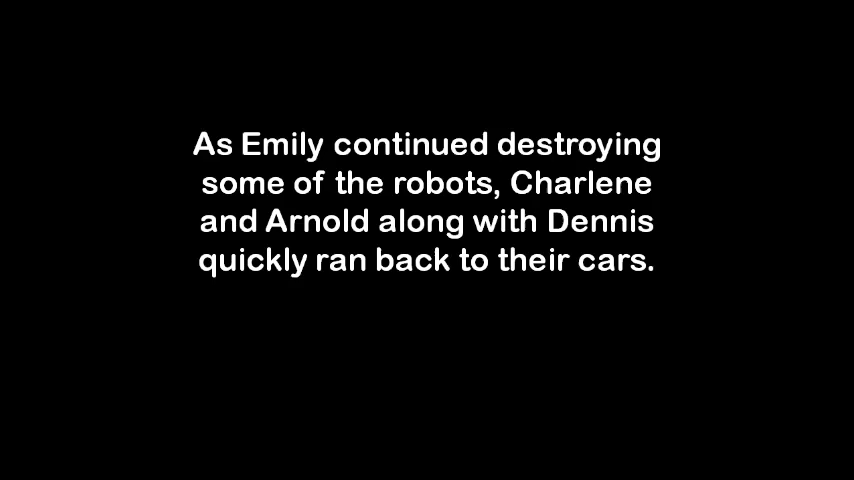 As Emily continued destroying
some of the robots, Charlene
and Arnold along with Dennis
quickly ran back to their cars.